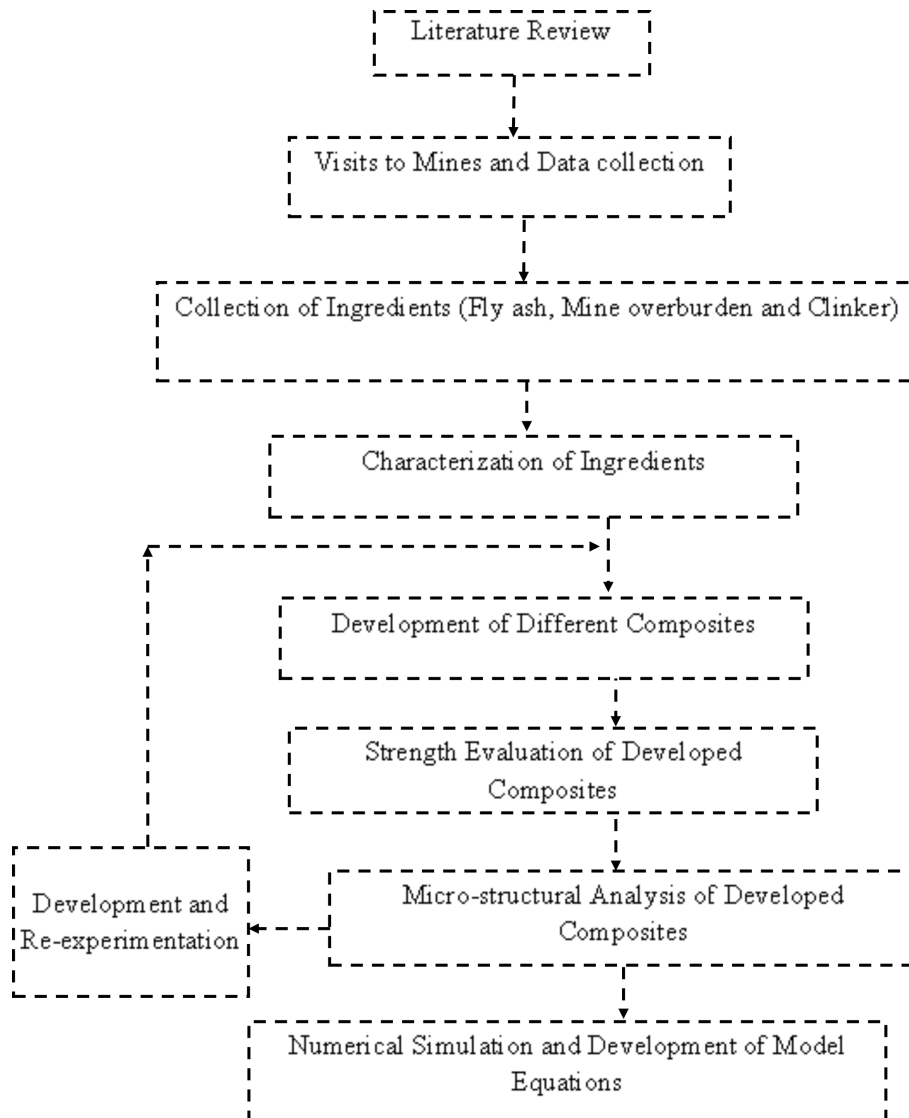 Literature Review
Visits to Mines and Data collection
Collection of Ingredients (Fly ash, Mine overburden and Clinker)
Characterization of Ingredients
Development of Different Composites
Strength Evaluation of Developed
Composites
Micro-structural Analysis of Developed
Composites
Development and
Re-experimentation
Numerical Simulation and Development of Model
Equations